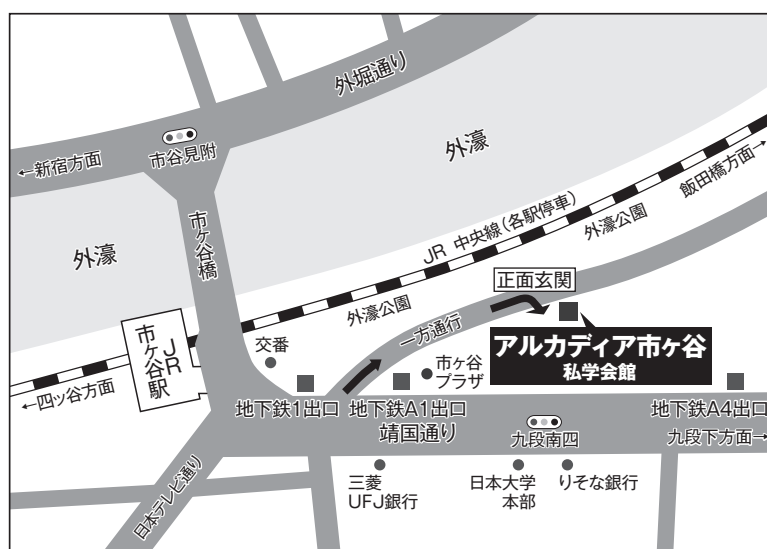 外堀通り
←新宿方面
市谷見附
外濠
飯田橋方面→
外濠
市ヶ谷橋
JR 中央線(各駅停車)
外濠公園
正面玄関
外濠公園
一方通行
アルカディア市ヶ谷
私学会館
JR
市ヶ谷駅
交番
市ヶ谷
プラザ
←四ッ谷方面
地下鉄1出口
地下鉄A1出口
地下鉄A4出口
靖国通り
九段南四
九段下方面→
日本テレビ通り
三菱
UFJ銀行
日本大学
本部
りそな銀行